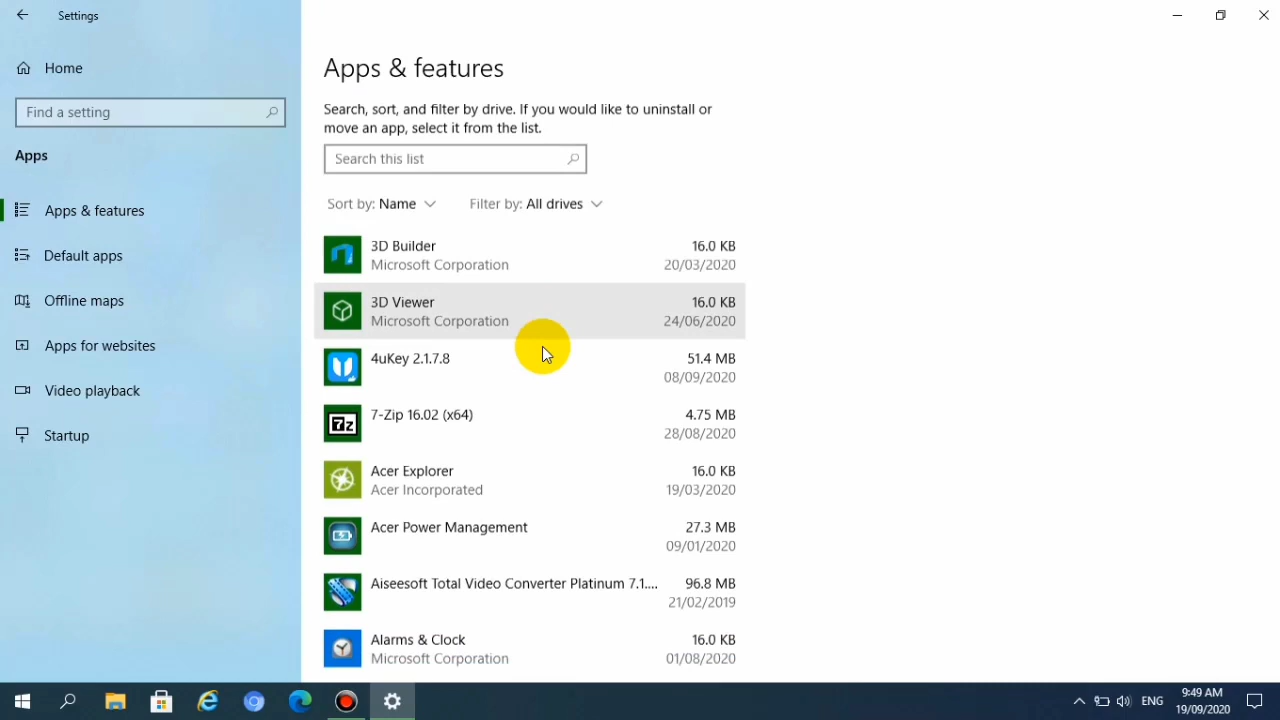 Settings
Home
Find a setting
Apps
Apps & features
Default apps
Offline maps
Apps for websites
Video playback
Startup
Apps & features
Search, sort, and filter by drive. If you would like to uninstall or
move an app, select it from the list.
Search this list
Sort by: Name Filter by: All drives
3D Builder 16.0 KB
Microsoft Corporation 20/03/2020
3D Viewer 16.0 KB
Microsoft Corporation 24/06/2020
4uKey 2.1.7.8 51.4 MB
08/09/2020
7-Zip 16.02 (x64) 4.75 MB
28/08/2020
7z
Acer Explorer 16.0 KB
Acer Incorporated 19/03/2020
Acer Power Management 27.3 MB
09/01/2020
Aiseesoft Total Video Converter Platinum 7.1.... 96.8 MB
21/02/2019
Alarms & Clock 16.0 KB
Microsoft Corporation 01/08/2020
ENG
9:49 AM
19/09/2020